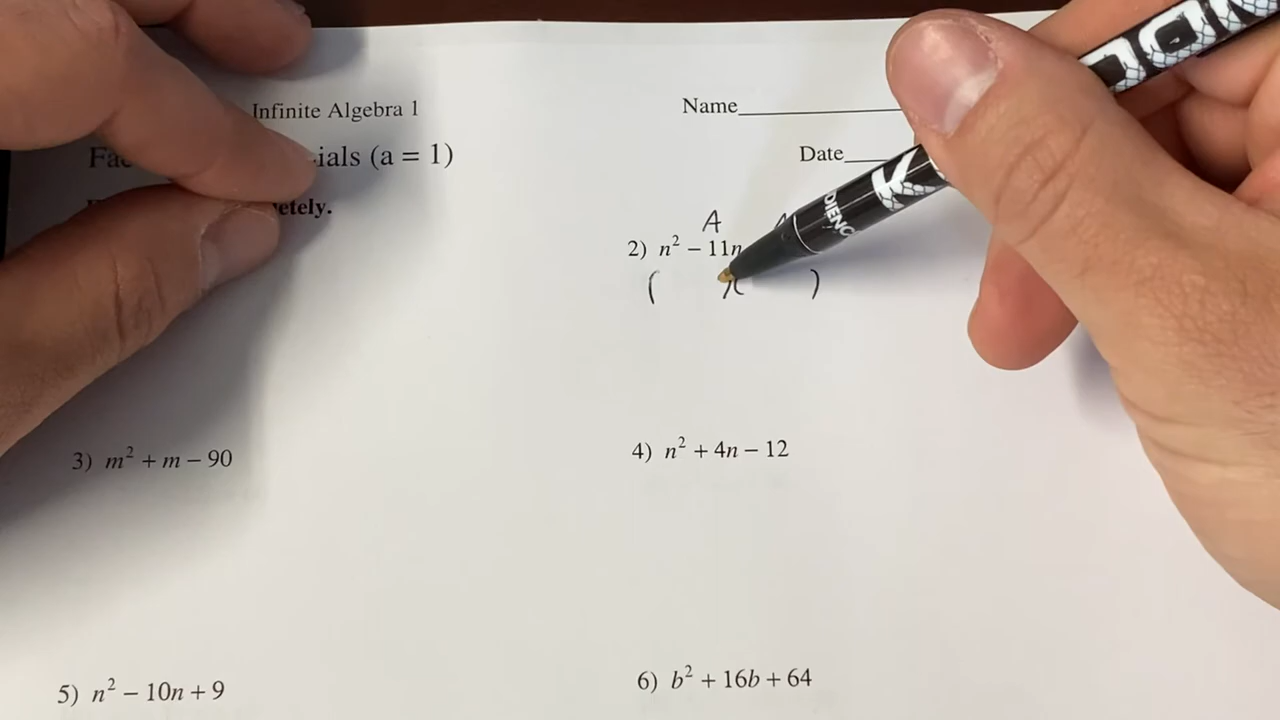 Infinite Algebra 1
Name
ials (a = 1)
Date
etely.
A
2) n² – 11n
( )( )
3) m² + m – 90
4) n² + 4n – 12
5) n² – 10n + 9
6) b² + 16b + 64